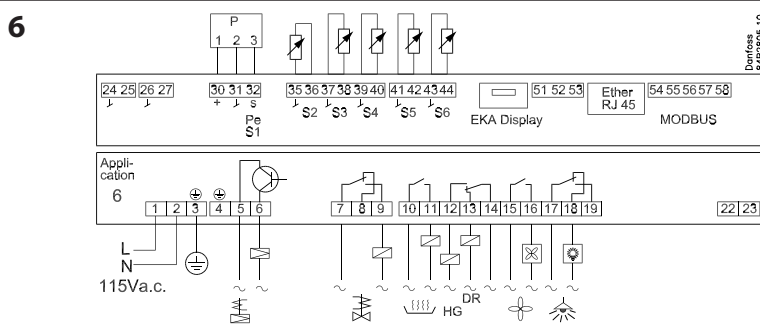 6
P
1 2 3
Danfoss
24 25 26 27 30 31 32 35 36 37 38 39 40 41 42 43 44 51 52 53 Ether 54 55 56 57 58
RJ 45
+ s S2 S3 S4 S5 S6
Pe EKA Display MODBUS
S1
Appli-
cation
6
1 2 3 4 5 6 7 8 9 10 11 12 13 14 15 16 17 18 19 22 23
L
N
115Va.c.
DR
HG